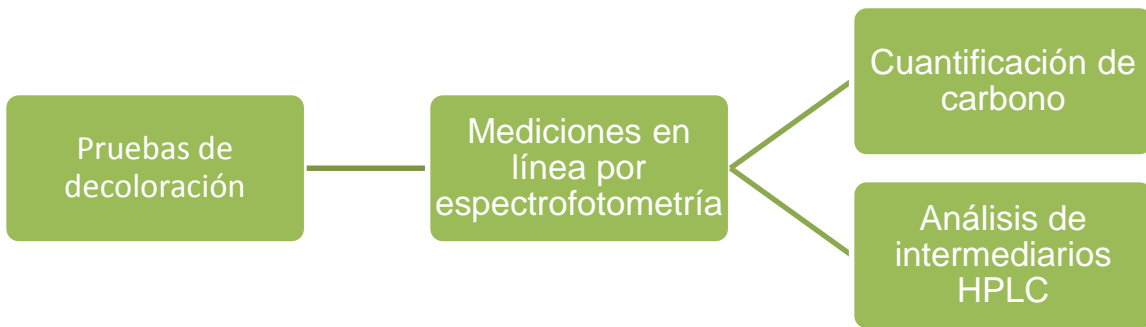 Pruebas de
decoloración
Mediciones en
línea por
espectrofotometría
Cuantificación de
carbono
Análisis de
intermediarios
HPLC